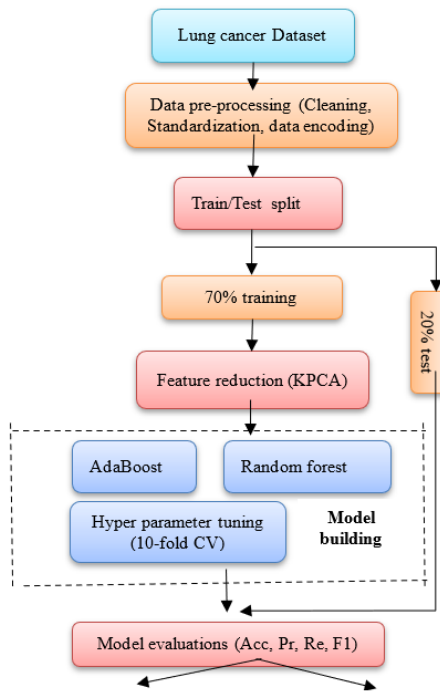 Lung cancer Dataset
Data pre-processing (Cleaning,
Standardization, data encoding)
Train/Test split
70% training
20% test
Feature reduction (KPCA)
AdaBoost
Random forest
Hyper parameter tuning
(10-fold CV)
Model
building
Model evaluations (Acc, Pr, Re, F1)